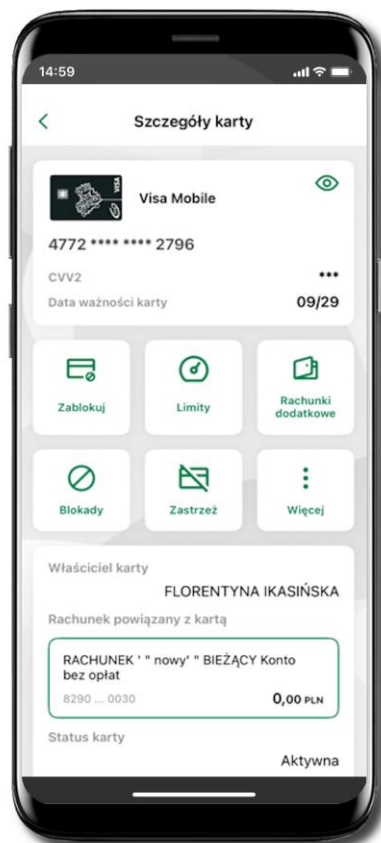 14:59
Szczegóły karty
VISA
Visa Mobile
4772 **** **** 2796
CVV2 ***
Data ważności karty 09/29
Zablokuj
Limity
Rachunki
dodatkowe
Blokady
Zastrzeż
Więcej
Właściciel karty
FLORENTYNA IKASIŃSKA
Rachunek powiązany z kartą
RACHUNEK ' " nowy' " BIEŻĄCY Konto
bez opłat
8290 ... 0030 0,00 PLN
Status karty
Aktywna